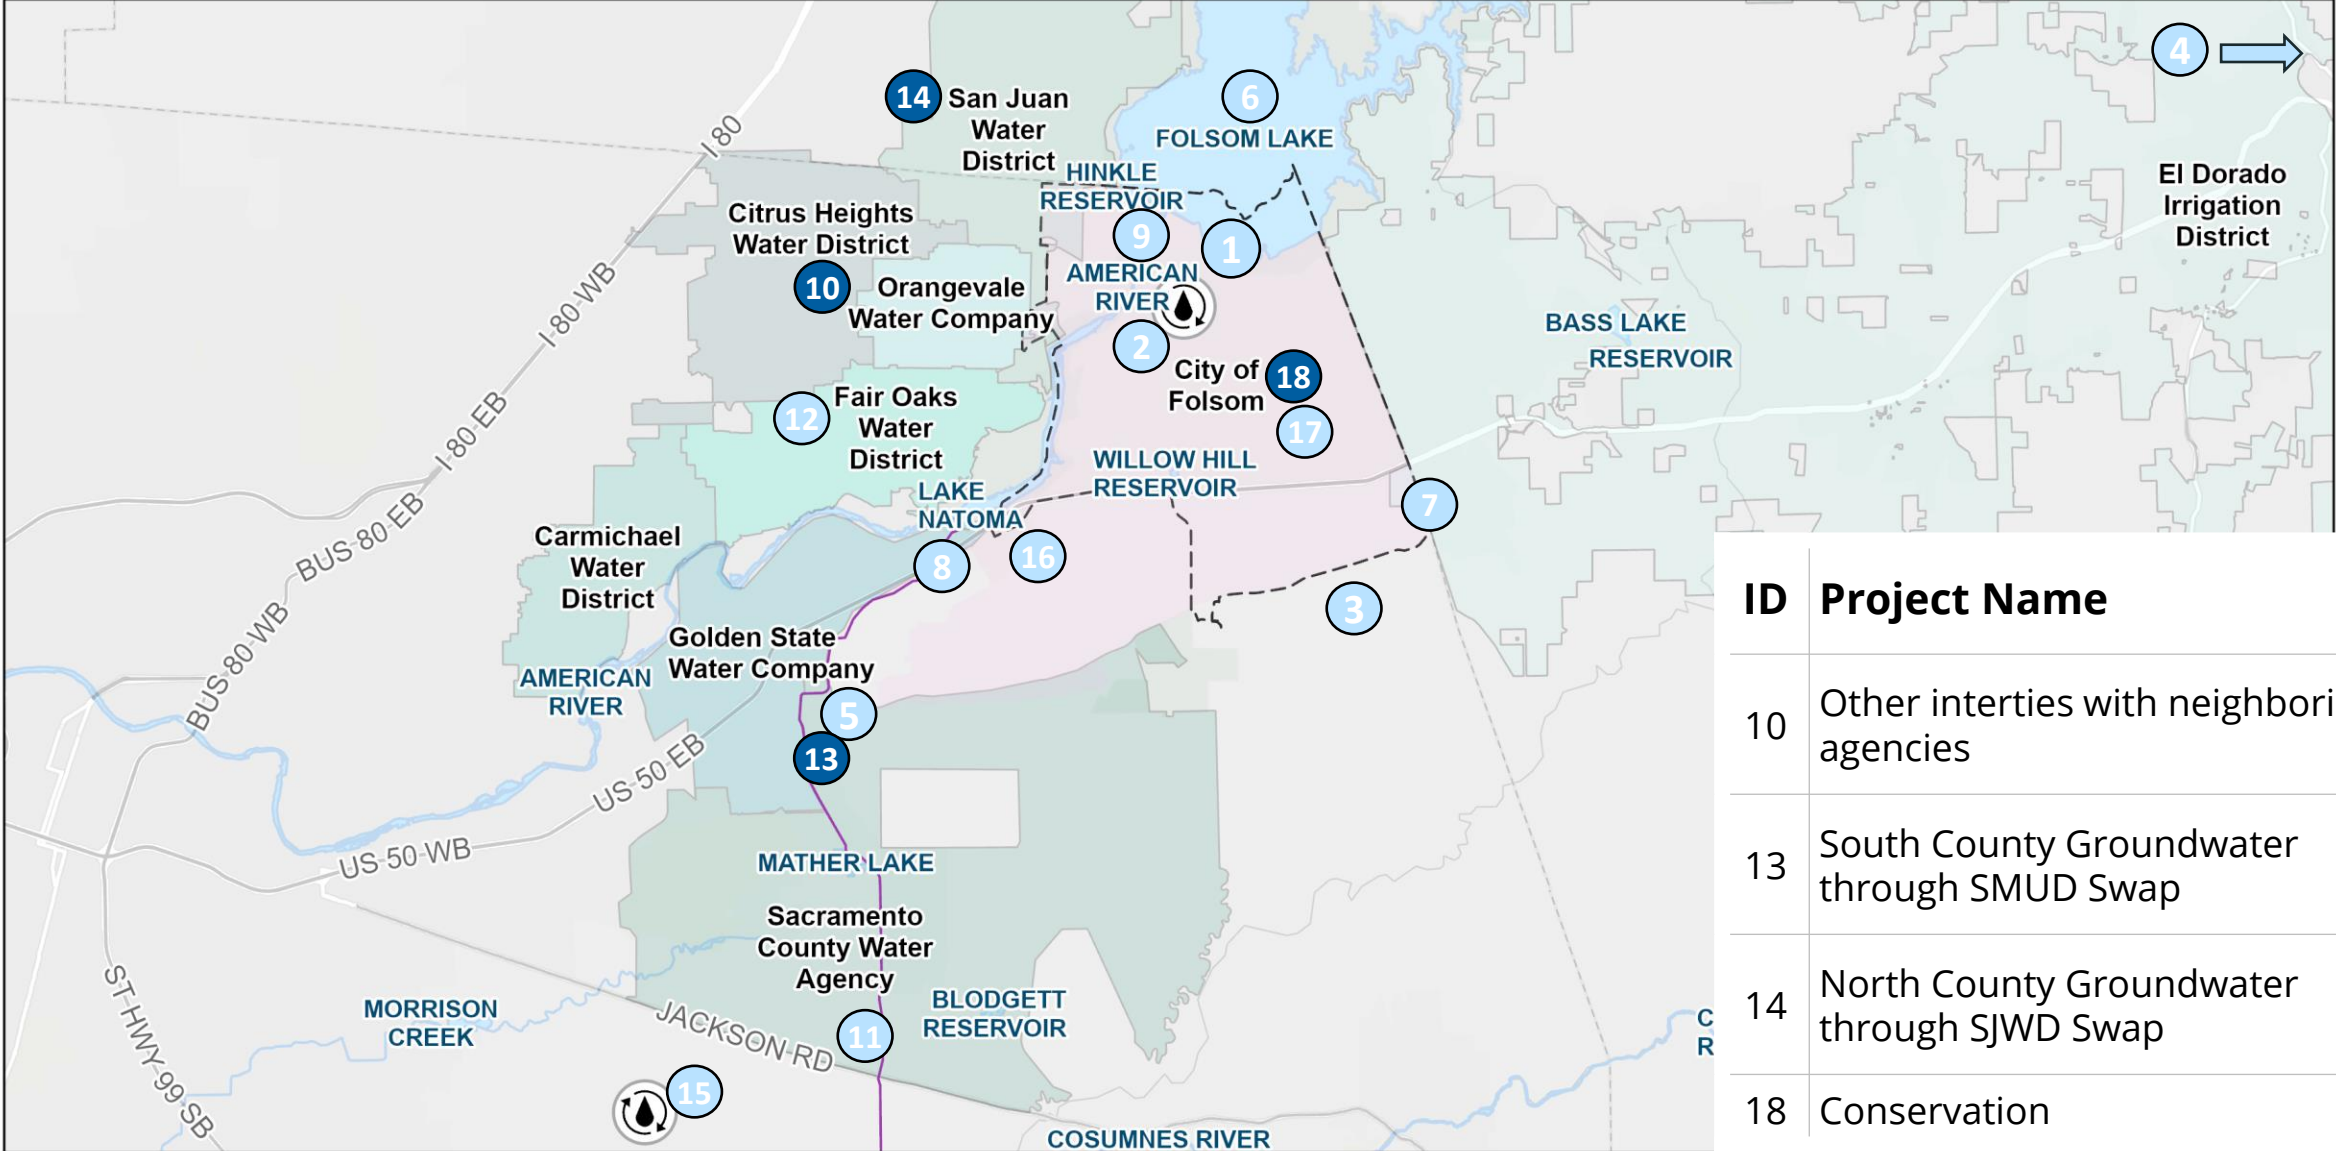 4
14
San Juan
Water
District
6
FOLSOM LAKE
I 80
HINKLE
RESERVOIR
El Dorado
Irrigation
District
Citrus Heights
Water District
9
1
10
Orangevale
Water Company
AMERICAN
RIVER
I-80-WB
2
BASS LAKE
RESERVOIR
City of
Folsom
18
17
12
Fair Oaks
Water
District
I-80-EB
WILLOW HILL
RESERVOIR
LAKE
NATOMA
7
BUS-80-EB
Carmichael
Water
District
8
16
3
BUS-80-WB
Golden State
Water Company
AMERICAN
RIVER
5
13
US-50-EB
US-50-WB
MATHER LAKE
Sacramento
County Water
Agency
MORRISON
CREEK
BLODGETT
RESERVOIR
JACKSON-RD
11
ST-HWY-99-SB
15
COSUMNES RIVER
C
R
ID Project Name
10 Other interties with neighbori
agencies
13 South County Groundwater
through SMUD Swap
14 North County Groundwater
through SJWD Swap
18 Conservation